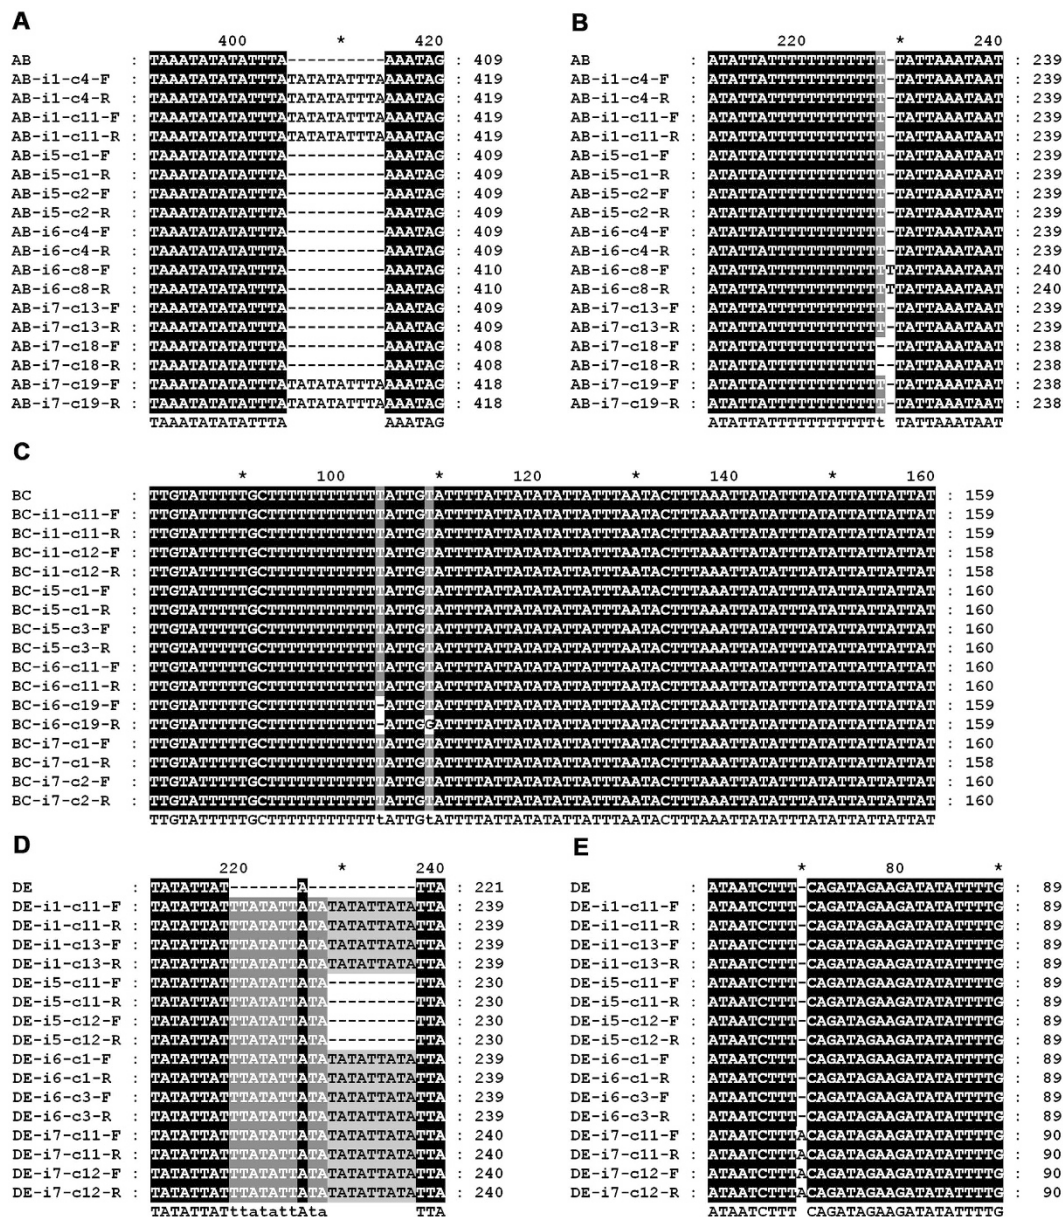 A
400 * 420
AB : TAAATATATATTTA----------AAATAG : 409
AB-i1-c4-F : TAAATATATATTTATATATATTTAAAATAG : 419
AB-i1-c4-R : TAAATATATATTTATATATATTTAAAATAG : 419
AB-i1-c11-F : TAAATATATATTTATATATATTTAAAATAG : 419
AB-i1-c11-R : TAAATATATATTTATATATATTTAAAATAG : 419
AB-i5-c1-F : TAAATATATATTTA----------AAATAG : 409
AB-i5-c1-R : TAAATATATATTTA----------AAATAG : 409
AB-i5-c2-F : TAAATATATATTTA----------AAATAG : 409
AB-i5-c2-R : TAAATATATATTTA----------AAATAG : 409
AB-i6-c4-F : TAAATATATATTTA----------AAATAG : 409
AB-i6-c4-R : TAAATATATATTTA----------AAATAG : 409
AB-i6-c8-F : TAAATATATATTTA----------AAATAG : 410
AB-i6-c8-R : TAAATATATATTTA----------AAATAG : 410
AB-i7-c13-F : TAAATATATATTTA----------AAATAG : 409
AB-i7-c13-R : TAAATATATATTTA----------AAATAG : 409
AB-i7-c18-F : TAAATATATATTTA----------AAATAG : 408
AB-i7-c18-R : TAAATATATATTTA----------AAATAG : 408
AB-i7-c19-F : TAAATATATATTTATATATATTTAAAATAG : 418
AB-i7-c19-R : TAAATATATATTTATATATATTTAAAATAG : 418
TAAATATATATTTA AAATAG
B
220 * 240
AB : ATATTATTTTTTTTTTTT-TATTAAATAAT : 239
AB-i1-c4-F : ATATTATTTTTTTTTTTT-TATTAAATAAT : 239
AB-i1-c4-R : ATATTATTTTTTTTTTTT-TATTAAATAAT : 239
AB-i1-c11-F : ATATTATTTTTTTTTTTT-TATTAAATAAT : 239
AB-i1-c11-R : ATATTATTTTTTTTTTTT-TATTAAATAAT : 239
AB-i5-c1-F : ATATTATTTTTTTTTTTT-TATTAAATAAT : 239
AB-i5-c1-R : ATATTATTTTTTTTTTTT-TATTAAATAAT : 239
AB-i5-c2-F : ATATTATTTTTTTTTTTT-TATTAAATAAT : 239
AB-i5-c2-R : ATATTATTTTTTTTTTTT-TATTAAATAAT : 239
AB-i6-c4-F : ATATTATTTTTTTTTTTT-TATTAAATAAT : 239
AB-i6-c4-R : ATATTATTTTTTTTTTTT-TATTAAATAAT : 239
AB-i6-c8-F : ATATTATTTTTTTTTTTTTTATTAAATAAT : 240
AB-i6-c8-R : ATATTATTTTTTTTTTTTTTATTAAATAAT : 240
AB-i7-c13-F : ATATTATTTTTTTTTTTT-TATTAAATAAT : 239
AB-i7-c13-R : ATATTATTTTTTTTTTTT-TATTAAATAAT : 239
AB-i7-c18-F : ATATTATTTTTTTTTTT--TATTAAATAAT : 238
AB-i7-c18-R : ATATTATTTTTTTTTTT--TATTAAATAAT : 238
AB-i7-c19-F : ATATTATTTTTTTTTTTT-TATTAAATAAT : 238
AB-i7-c19-R : ATATTATTTTTTTTTTTT-TATTAAATAAT : 238
ATATTATTTTTTTTTTTt TATTAAATAAT
C
* 100 * 120 * 140 * 160
BC : TTGTATTTTTGCTTTTTTTTTTTTATTGTATTTTATTATATATTATTTAATACTTTAAATTATATTTATATTATTATTAT : 159
BC-i1-c11-F : TTGTATTTTTGCTTTTTTTTTTTTATTGTATTTTATTATATATTATTTAATACTTTAAATTATATTTATATTATTATTAT : 159
BC-i1-c11-R : TTGTATTTTTGCTTTTTTTTTTTTATTGTATTTTATTATATATTATTTAATACTTTAAATTATATTTATATTATTATTAT : 159
BC-i1-c12-F : TTGTATTTTTGCTTTTTTTTTTTTATTGTATTTTATTATATATTATTTAATACTTTAAATTATATTTATATTATTATTAT : 158
BC-i1-c12-R : TTGTATTTTTGCTTTTTTTTTTTTATTGTATTTTATTATATATTATTTAATACTTTAAATTATATTTATATTATTATTAT : 158
BC-i5-c1-F : TTGTATTTTTGCTTTTTTTTTTTTATTGTATTTTATTATATATTATTTAATACTTTAAATTATATTTATATTATTATTAT : 160
BC-i5-c1-R : TTGTATTTTTGCTTTTTTTTTTTTATTGTATTTTATTATATATTATTTAATACTTTAAATTATATTTATATTATTATTAT : 160
BC-i5-c3-F : TTGTATTTTTGCTTTTTTTTTTTTATTGTATTTTATTATATATTATTTAATACTTTAAATTATATTTATATTATTATTAT : 160
BC-i5-c3-R : TTGTATTTTTGCTTTTTTTTTTTTATTGTATTTTATTATATATTATTTAATACTTTAAATTATATTTATATTATTATTAT : 160
BC-i6-c11-F : TTGTATTTTTGCTTTTTTTTTTTTATTGTATTTTATTATATATTATTTAATACTTTAAATTATATTTATATTATTATTAT : 160
BC-i6-c11-R : TTGTATTTTTGCTTTTTTTTTTTTATTGTATTTTATTATATATTATTTAATACTTTAAATTATATTTATATTATTATTAT : 160
BC-i6-c19-F : TTGTATTTTTGCTTTTTTTTTTT-ATTGTATTTTATTATATATTATTTAATACTTTAAATTATATTTATATTATTATTAT : 159
BC-i6-c19-R : TTGTATTTTTGCTTTTTTTTTTT-ATTGGATTTTATTATATATTATTTAATACTTTAAATTATATTTATATTATTATTAT : 159
BC-i7-c1-F : TTGTATTTTTGCTTTTTTTTTTTTATTGTATTTTATTATATATTATTTAATACTTTAAATTATATTTATATTATTATTAT : 160
BC-i7-c1-R : TTGTATTTTTGCTTTTTTTTTTTTATTGTATTTTATTATATATTATTTAATACTTTAAATTATATTTATATTATTATTAT : 158
BC-i7-c2-F : TTGTATTTTTGCTTTTTTTTTTTTATTGTATTTTATTATATATTATTTAATACTTTAAATTATATTTATATTATTATTAT : 160
BC-i7-c2-R : TTGTATTTTTGCTTTTTTTTTTTTATTGTATTTTATTATATATTATTTAATACTTTAAATTATATTTATATTATTATTAT : 160
TTGTATTTTTGCTTTTTTTTTTTtATTGtATTTTATTATATATTATTTAATACTTTAAATTATATTTATATTATTATTAT
D
220 * 240
DE : TATATTAT-------A-----------TTA : 221
DE-i1-c11-F : TATATTATTTATATTATATATATTATATTA : 239
DE-i1-c11-R : TATATTATTTATATTATATATATTATATTA : 239
DE-i1-c13-F : TATATTATTTATATTATATATATTATATTA : 239
DE-i1-c13-R : TATATTATTTATATTATATATATTATATTA : 239
DE-i5-c11-F : TATATTATTTATATTATA---------TTA : 230
DE-i5-c11-R : TATATTATTTATATTATA---------TTA : 230
DE-i5-c12-F : TATATTATTTATATTATA---------TTA : 230
DE-i5-c12-R : TATATTATTTATATTATA---------TTA : 230
DE-i6-c1-F : TATATTATTTATATTATATATATTATATTA : 239
DE-i6-c1-R : TATATTATTTATATTATATATATTATATTA : 239
DE-i6-c3-F : TATATTATTTATATTATATATATTATATTA : 239
DE-i6-c3-R : TATATTATTTATATTATATATATTATATTA : 239
DE-i7-c11-F : TATATTATTTATATTATATATATTATATTA : 240
DE-i7-c11-R : TATATTATTTATATTATATATATTATATTA : 240
DE-i7-c12-F : TATATTATTTATATTATATATATTATATTA : 240
DE-i7-c12-R : TATATTATTTATATTATATATATTATATTA : 240
TATATTATttatattAta TTA
E
* 80 *
DE : ATAATCTTT-CAGATAGAAGATATATTTTG : 89
DE-i1-c11-F : ATAATCTTT-CAGATAGAAGATATATTTTG : 89
DE-i1-c11-R : ATAATCTTT-CAGATAGAAGATATATTTTG : 89
DE-i1-c13-F : ATAATCTTT-CAGATAGAAGATATATTTTG : 89
DE-i1-c13-R : ATAATCTTT-CAGATAGAAGATATATTTTG : 89
DE-i5-c11-F : ATAATCTTT-CAGATAGAAGATATATTTTG : 89
DE-i5-c11-R : ATAATCTTT-CAGATAGAAGATATATTTTG : 89
DE-i5-c12-F : ATAATCTTT-CAGATAGAAGATATATTTTG : 89
DE-i5-c12-R : ATAATCTTT-CAGATAGAAGATATATTTTG : 89
DE-i6-c1-F : ATAATCTTT-CAGATAGAAGATATATTTTG : 89
DE-i6-c1-R : ATAATCTTT-CAGATAGAAGATATATTTTG : 89
DE-i6-c3-F : ATAATCTTT-CAGATAGAAGATATATTTTG : 89
DE-i6-c3-R : ATAATCTTT-CAGATAGAAGATATATTTTG : 89
DE-i7-c11-F : ATAATCTTTACAGATAGAAGATATATTTTG : 90
DE-i7-c11-R : ATAATCTTTACAGATAGAAGATATATTTTG : 90
DE-i7-c12-F : ATAATCTTTACAGATAGAAGATATATTTTG : 90
DE-i7-c12-R : ATAATCTTTACAGATAGAAGATATATTTTG : 90
ATAATCTTT CAGATAGAAGATATATTTTG